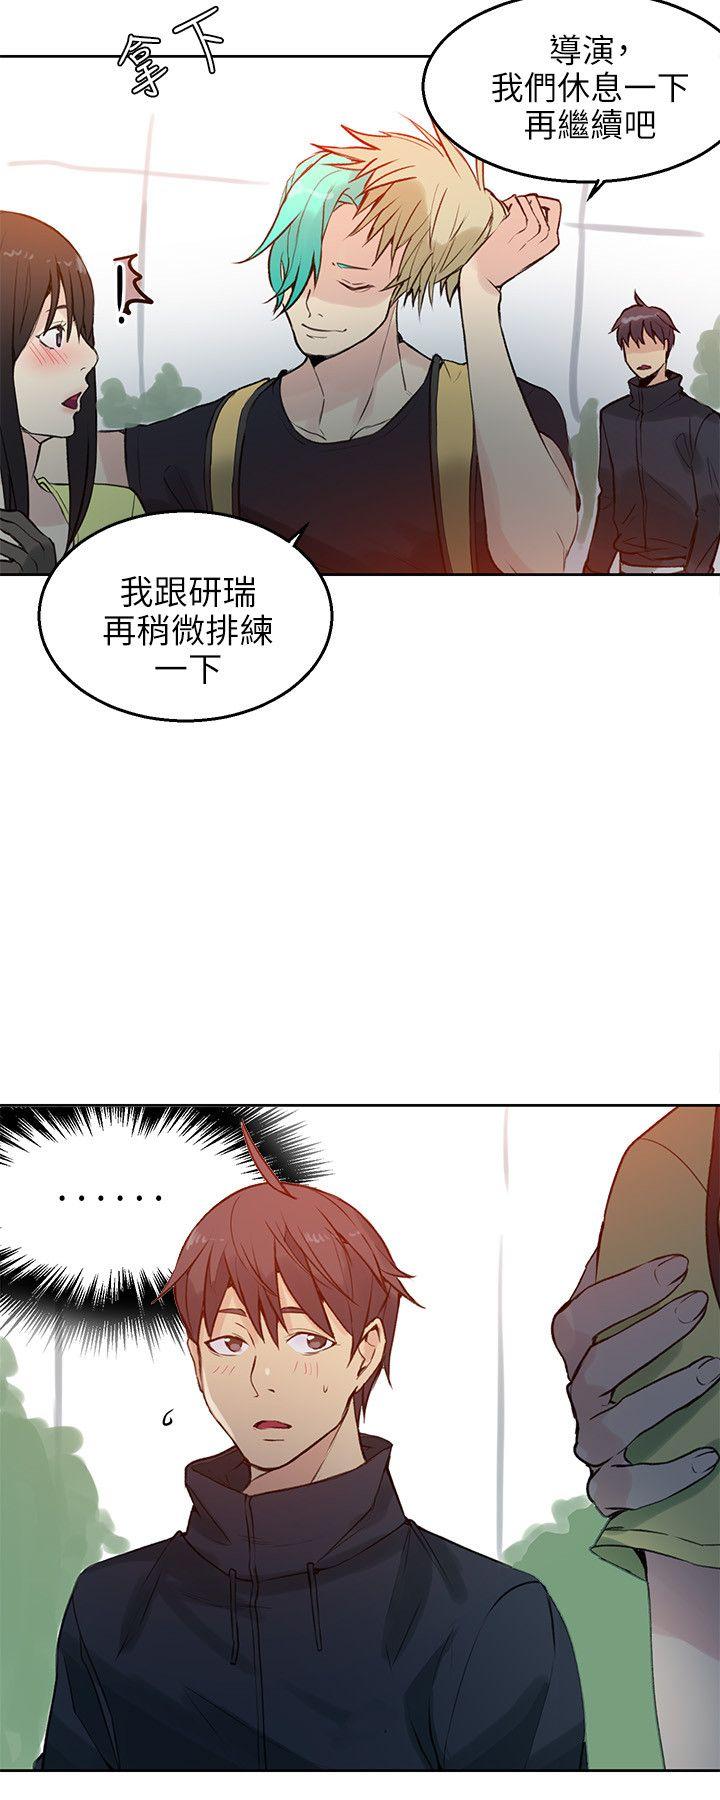 拿下
導演，
我們休息一下
再繼續吧
我跟研瑞
再稍微排練
一下
......